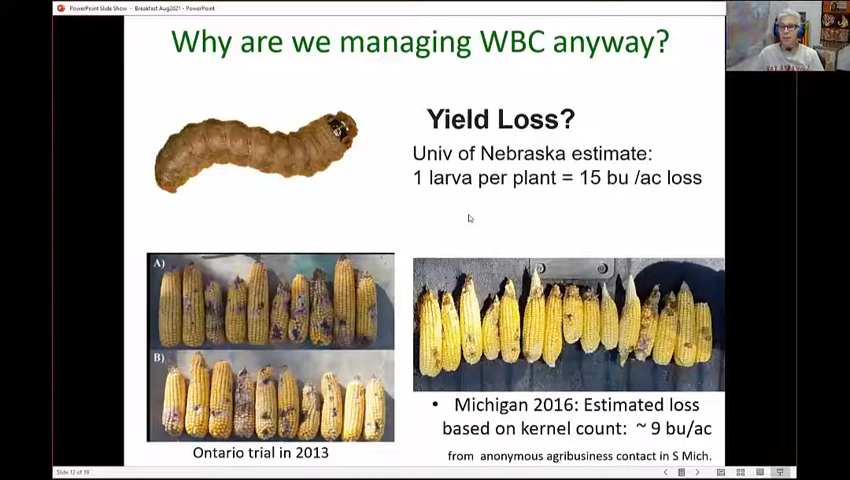 PowerPoint Slide Show - Breakfast Aug2021 - PowerPoint
Why are we managing WBC anyway?
Yield Loss?
Univ of Nebraska estimate:
1 larva per plant = 15 bu /ac loss
A)
B)
Ontario trial in 2013
• Michigan 2016: Estimated loss
based on kernel count: ~ 9 bu/ac
from anonymous agribusiness contact in S Mich.
Slide 12 of 19